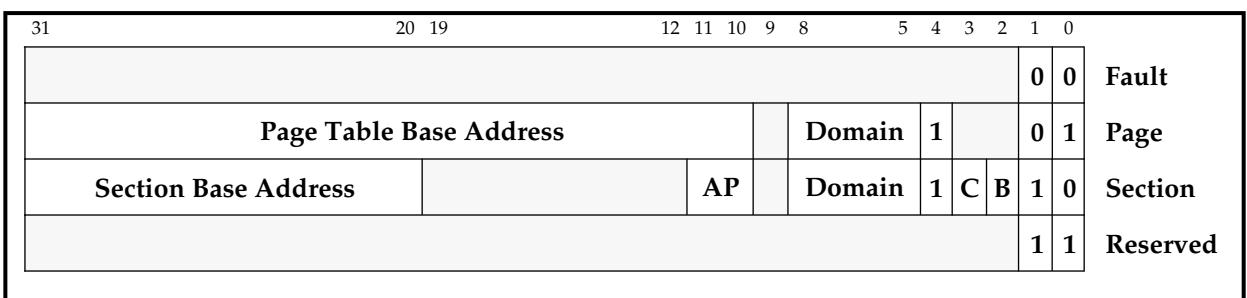 31 20 19 12 11 10 9 8 5 4 3 2 1 0
0 0 Fault
Page Table Base Address Domain 1 0 1 Page
Section Base Address AP Domain 1 C B 1 0 Section
1 1 Reserved